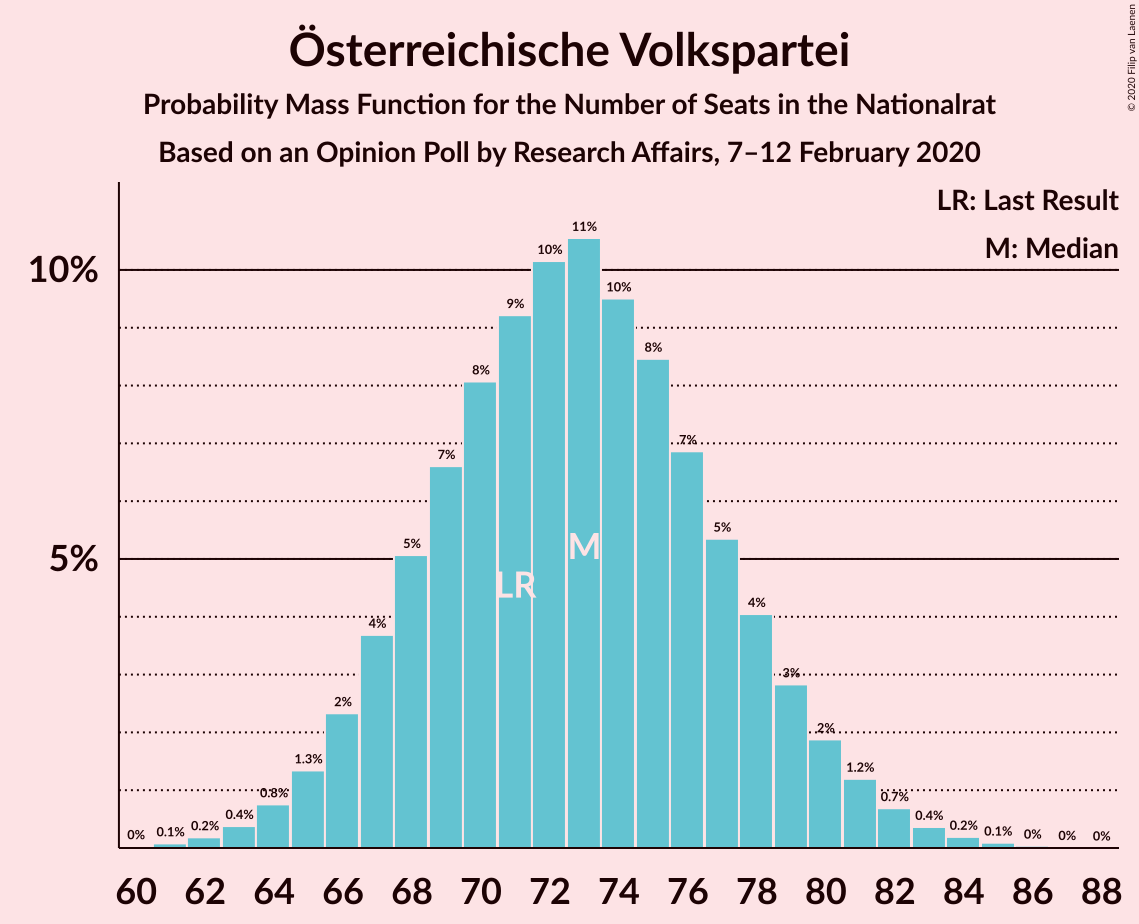 Österreichische Volkspartei
Probability Mass Function for the Number of Seats in the Nationalrat
Based on an Opinion Poll by Research Affairs, 7–12 February 2020
© 2020 Filip van Laenen
LR: Last Result
M: Median
10%
5%
0% 0.1% 0.2% 0.4% 0.8% 1.3% 2% 4% 5% 7% 8% 9% 10% 11% 10% 8% 7% 5% 4% 3% 2% 1.2% 0.7% 0.4% 0.2% 0.1% 0% 0% 0%
M
LR
60 62 64 66 68 70 72 74 76 78 80 82 84 86 88